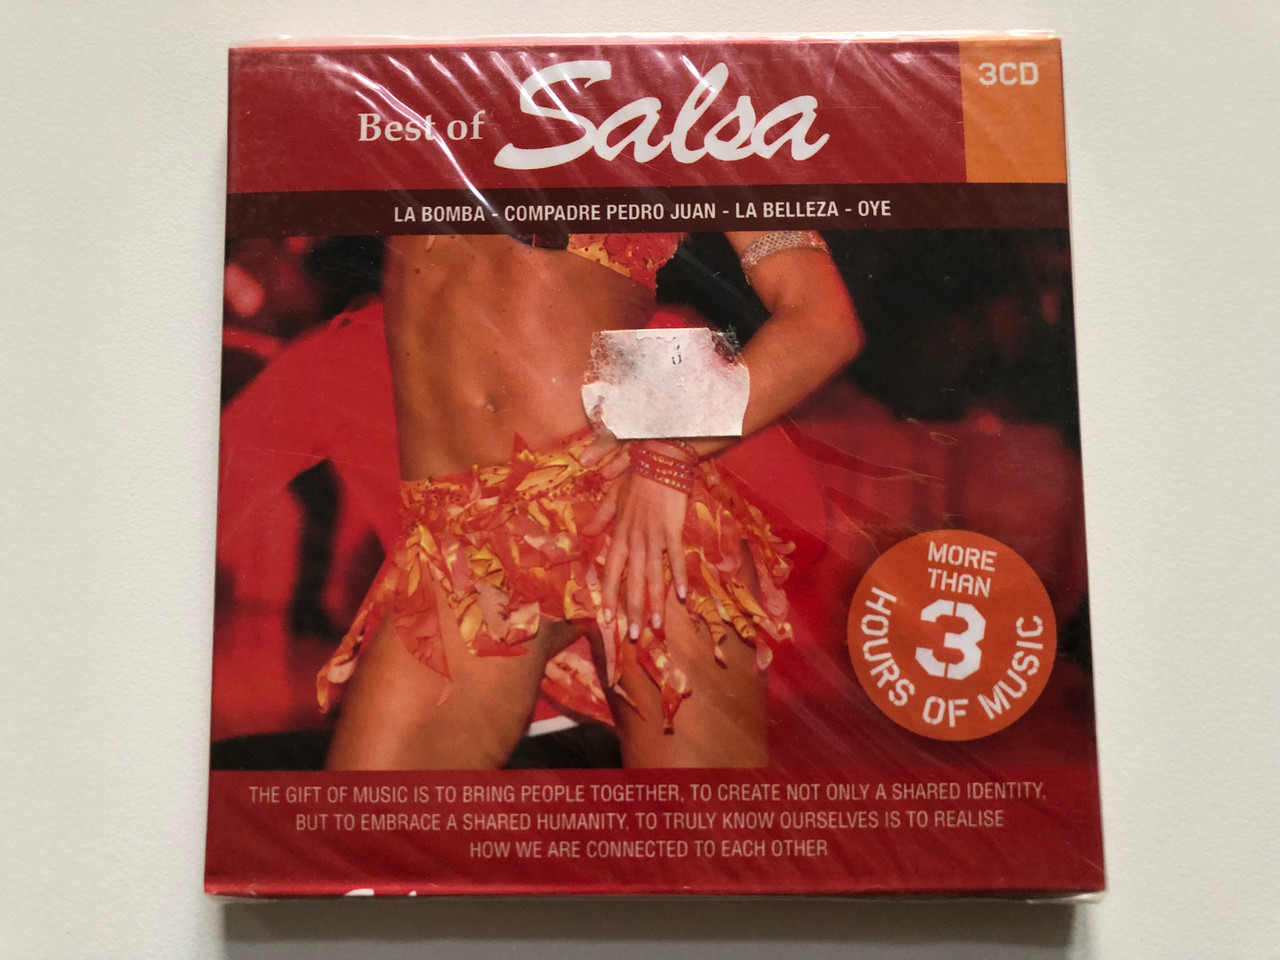 Best of Salsa
3CD
LA BOMBA - COMPADRE PEDRO JUAN - LA BELLEZA - OYE
MORE
THAN
3
HOURS OF MUSIC
THE GIFT OF MUSIC IS TO BRING PEOPLE TOGETHER, TO CREATE NOT ONLY A SHARED IDENTITY,
BUT TO EMBRACE A SHARED HUMANITY, TO TRULY KNOW OURSELVES IS TO REALISE
HOW WE ARE CONNECTED TO EACH OTHER